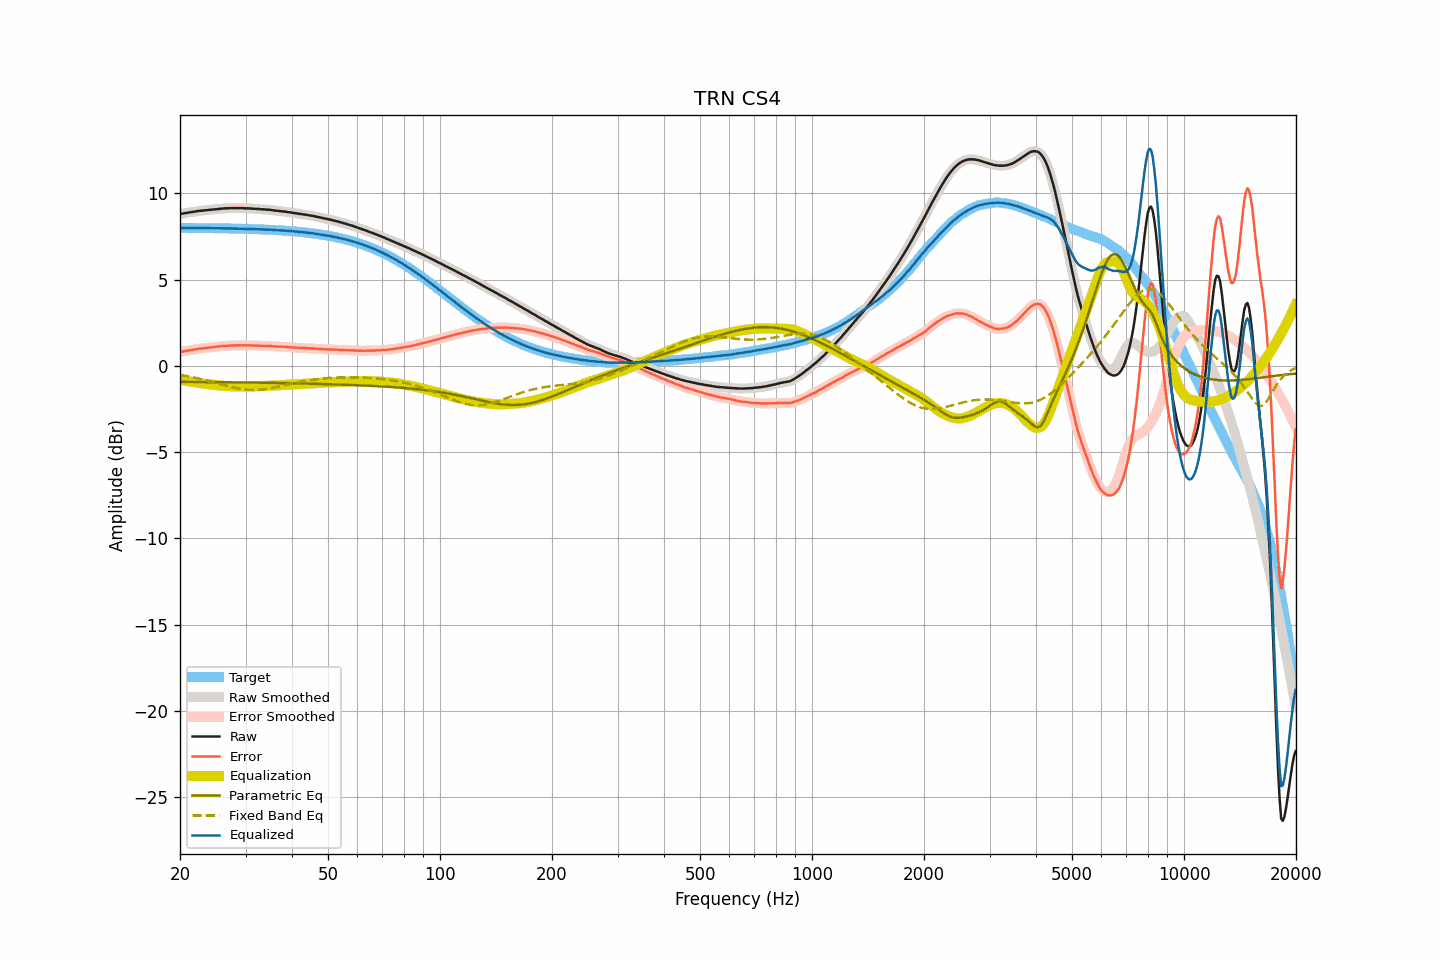 TRN CS4
Amplitude (dBr)
10
5
0
−5
−10
−15
−20
−25
Target
Raw Smoothed
Error Smoothed
Raw
Error
Equalization
Parametric Eq
Fixed Band Eq
Equalized
20 50 100 200 500 1000 2000 5000 10000 20000
Frequency (Hz)